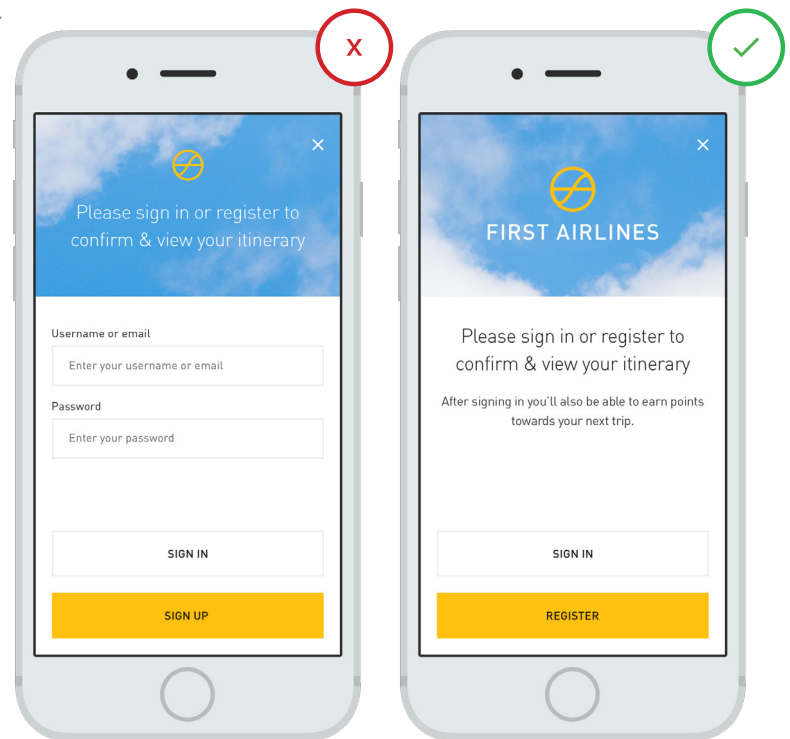 X
Please sign in or register to
confirm & view your itinerary
Username or email
Enter your username or email
Password
Enter your password
SIGN IN
SIGN UP
FIRST AIRLINES
Please sign in or register to
confirm & view your itinerary
After signing in you'll also be able to earn points
towards your next trip.
SIGN IN
REGISTER